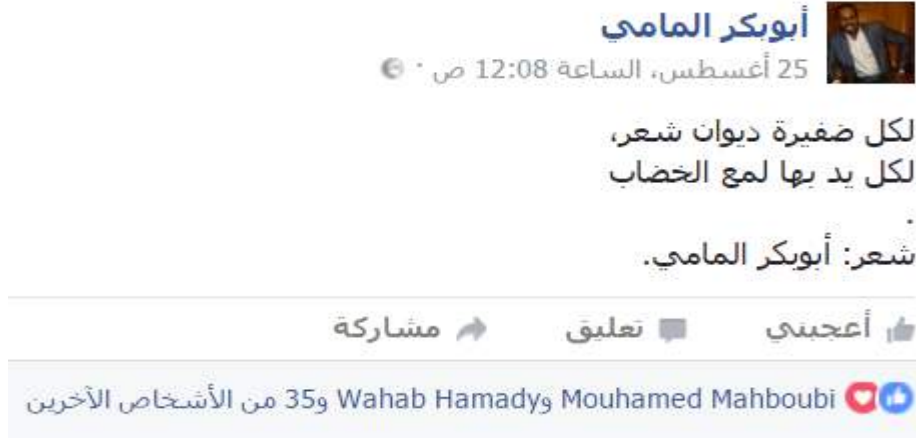 أبوبكر المامي
25 أغسطس، الساعة 12:08 ص ·
لكل ضفيرة ديوان شعر،
لكل يد بها لمع الخضاب
.
شعر: أبوبكر المامي.
أعجبني تعليق مشاركة
Mouhamed Mahboubi وWahab Hamady و35 من الأشخاص الآخرين